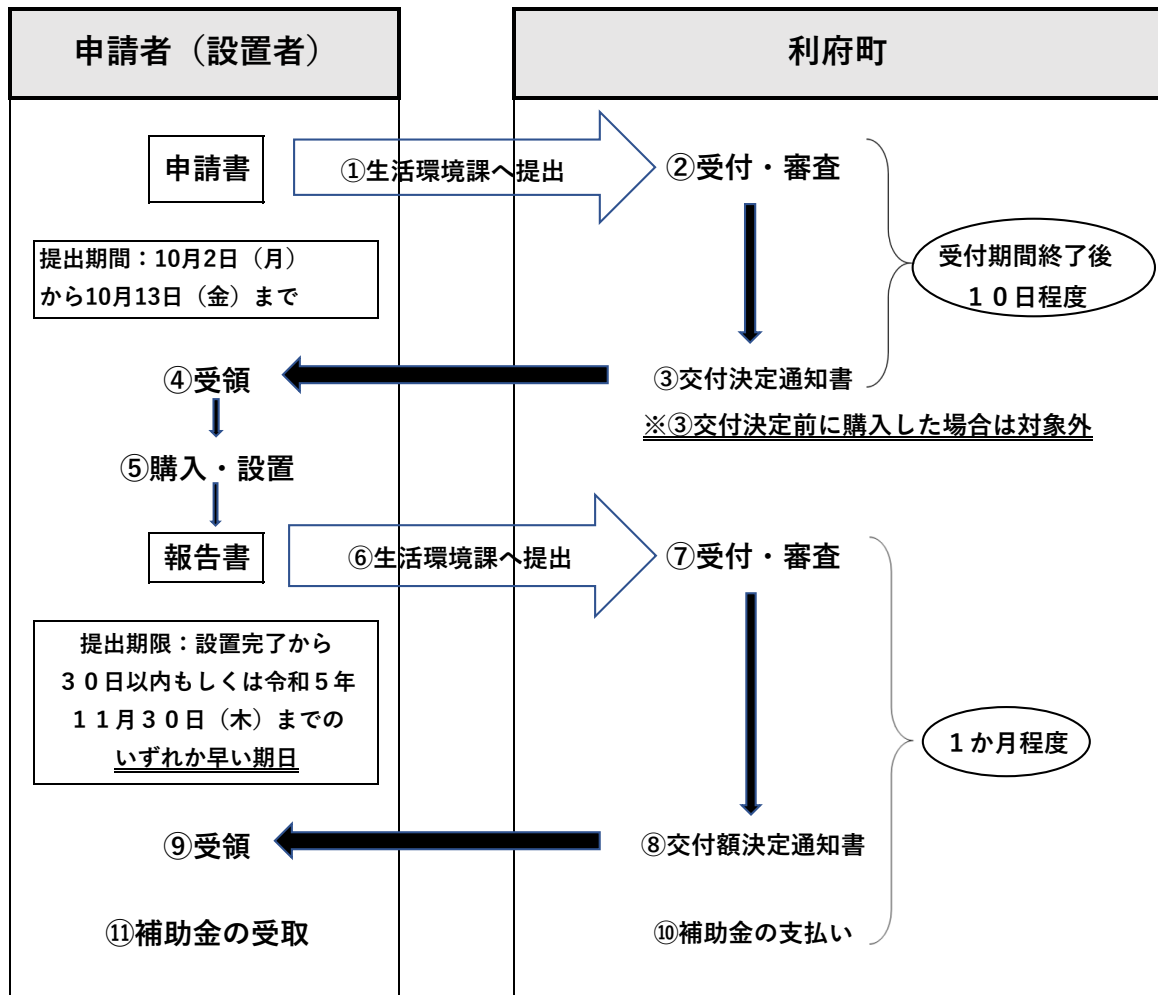 申請者（設置者）
利府町
申請書
①生活環境課へ提出
②受付・審査
提出期間：10月2日（月）
から10月13日（金）まで
受付期間終了後
１０日程度
④受領
③交付決定通知書
※③交付決定前に購入した場合は対象外
⑤購入・設置
報告書
⑥生活環境課へ提出
⑦受付・審査
提出期限：設置完了から
３０日以内もしくは令和５年
１１月３０日（木）までの
いずれか早い期日
１か月程度
⑨受領
⑧交付額決定通知書
⑪補助金の受取
⑩補助金の支払い